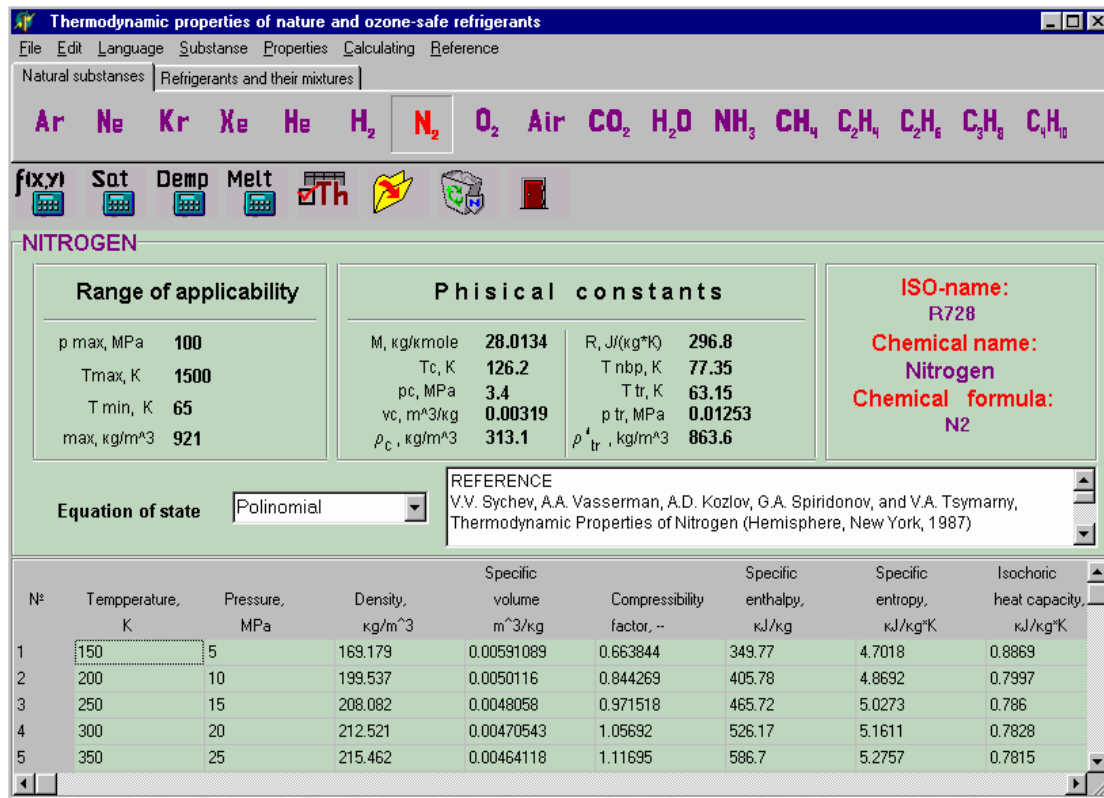 Thermodynamic properties of nature and ozone-safe refrigerants
File Edit Language Substanse Properties Calculating Reference
Natural substanses Refrigerants and their mixtures
Ar Ne Kr Xe He H₂ N₂ O₂ Air CO₂ H₂O NH₃ CH₄ C₂H₄ C₂H₆ C₃H₈ C₄H₁₀
f(x,y) Sat Demp Melt Th N
NITROGEN
Range of applicability
p max, MPa 100
Tmax, K 1500
T min, K 65
max, кg/m^3 921
Phisical constants
M, кg/кmole 28.0134 R, J/(кg*K) 296.8
Tc, K 126.2 T nbp, K 77.35
pc, MPa 3.4 T tr, K 63.15
vc, m^3/kg 0.00319 p tr, MPa 0.01253
ρc , кg/m^3 313.1 ρ'tr , kg/m^3 863.6
ISO-name:
R728
Chemical name:
Nitrogen
Chemical formula:
N2
Equation of state Polinomial
REFERENCE
V.V. Sychev, A.A. Vasserman, A.D. Kozlov, G.A. Spiridonov, and V.A. Tsymarny,
Thermodynamic Properties of Nitrogen (Hemisphere, New York, 1987)
Specific Specific Specific Isochoric
№ Tempperature, Pressure, Density, volume Compressibility enthalpy, entropy, heat capacity,
K MPa кg/m^3 m^3/кg factor, -- кJ/кg кJ/кg*K кJ/кg*K
1 150 5 169.179 0.00591089 0.663844 349.77 4.7018 0.8869
2 200 10 199.537 0.0050116 0.844269 405.78 4.8692 0.7997
3 250 15 208.082 0.0048058 0.971518 465.72 5.0273 0.786
4 300 20 212.521 0.00470543 1.05692 526.17 5.1611 0.7828
5 350 25 215.462 0.00464118 1.11695 586.7 5.2757 0.7815